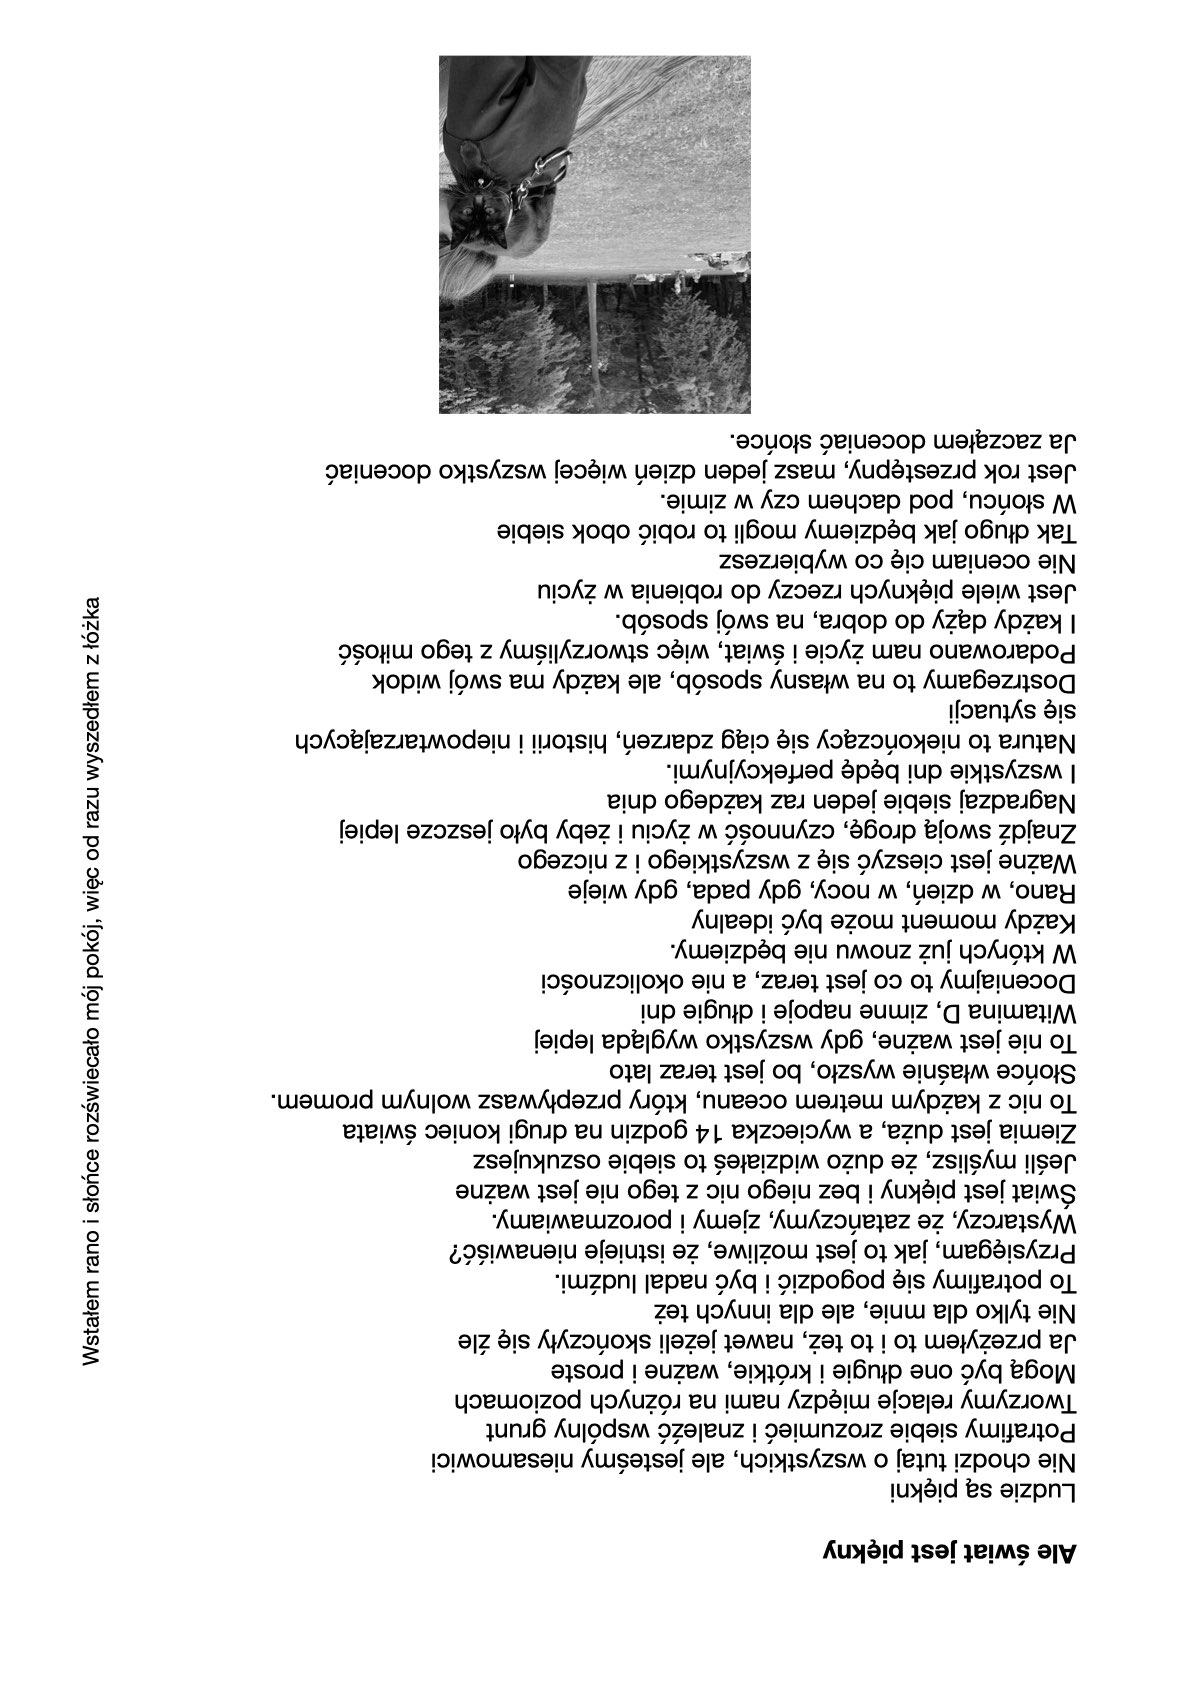 Ale świat jest piękny
Ludzie są piękni
Nie chodzi tutaj o wszystkich, ale jesteśmy niesamowici
Potrafimy siebie zrozumieć i znaleźć wspólny grunt
Tworzymy relacje między nami na różnych poziomach
Mogą być one długie i krótkie, ważne i proste
Ja przeżyłem to i to też, nawet jeżeli skończyły się źle
Nie tylko dla mnie, ale dla innych też
To potrafimy się pogodzić i być nadal ludźmi.
Przysięgam, jak to jest możliwe, że istnieje nienawiść?
Wystarczy, że zatańczymy, zjemy i porozmawiamy.
Świat jest piękny i bez niego nic z tego nie jest ważne
Jeśli myślisz, że dużo widziałeś to siebie oszukujesz
Ziemia jest duża, a wycieczka 14 godzin na drugi koniec świata
To nic z każdym metrem oceanu, który przepływasz wolnym promem.
Słońce właśnie wyszło, bo jest teraz lato
To nie jest ważne, gdy wszystko wygląda lepiej
Witamina D, zimne napoje i długie dni
Doceniajmy to co jest teraz, a nie okoliczności
W których już znowu nie będziemy.
Każdy moment może być idealny
Rano, w dzień, w nocy, gdy pada, gdy wieje
Ważne jest cieszyć się z wszystkiego i z niczego
Znajdź swoją drogę, czynność w życiu i żeby było jeszcze lepiej
Nagradzaj siebie jeden raz każdego dnia
I wszystkie dni będę perfekcyjnymi.
Natura to niekończący się ciąg zdarzeń, historii i niepowtarzających
się sytuacji
Dostrzegamy to na własny sposób, ale każdy ma swój widok
Podarowano nam życie i świat, więc stworzyliśmy z tego miłość
I każdy dąży do dobra, na swój sposób.
Jest wiele pięknych rzeczy do robienia w życiu
Nie oceniam cię co wybierzesz
Tak długo jak będziemy mogli to robić obok siebie
W słońcu, pod dachem czy w zimie.
Jest rok przestępny, masz jeden dzień więcej wszystko doceniać
Ja zacząłem doceniać słońce.
Wstałem rano i słońce rozświecało mój pokój, więc od razu wyszedłem z łóżka